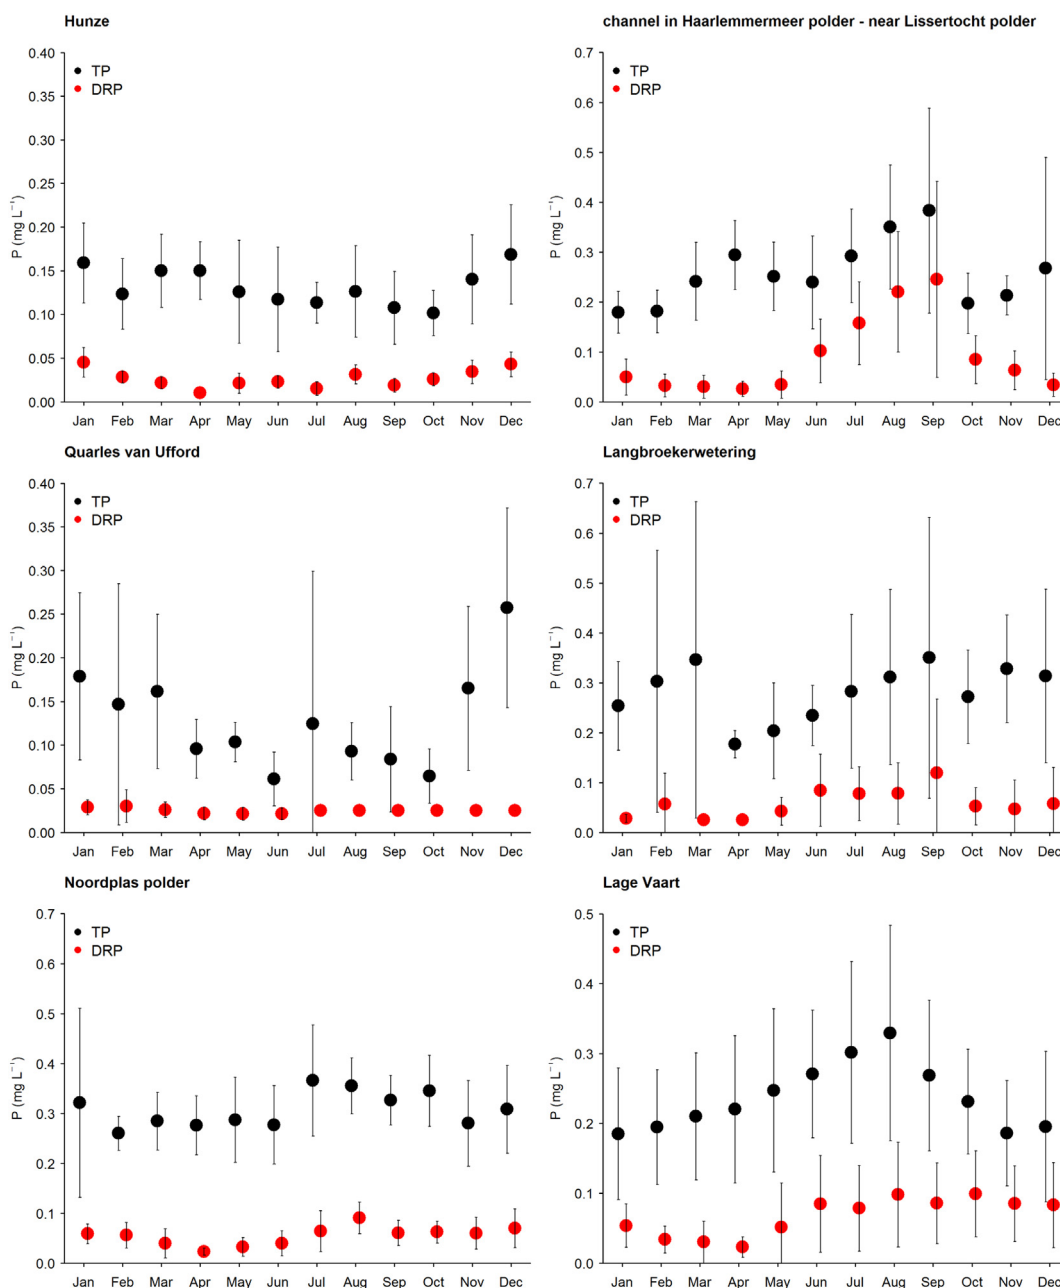 Hunze
0.40
0.35
0.30
0.25
0.20
0.15
0.10
0.05
0.00
P (mg L⁻¹)
TP
DRP
Jan Feb Mar Apr May Jun Jul Aug Sep Oct Nov Dec
channel in Haarlemmermeer polder - near Lissertocht polder
0.7
0.6
0.5
0.4
0.3
0.2
0.1
0.0
P (mg L⁻¹)
TP
DRP
Jan Feb Mar Apr May Jun Jul Aug Sep Oct Nov Dec
Quarles van Ufford
0.40
0.35
0.30
0.25
0.20
0.15
0.10
0.05
0.00
P (mg L⁻¹)
TP
DRP
Jan Feb Mar Apr May Jun Jul Aug Sep Oct Nov Dec
Langbroekerwetering
0.7
0.6
0.5
0.4
0.3
0.2
0.1
0.0
P (mg L⁻¹)
TP
DRP
Jan Feb Mar Apr May Jun Jul Aug Sep Oct Nov Dec
Noordplas polder
0.7
0.6
0.5
0.4
0.3
0.2
0.1
0.0
P (mg L⁻¹)
TP
DRP
Jan Feb Mar Apr May Jun Jul Aug Sep Oct Nov Dec
Lage Vaart
0.5
0.4
0.3
0.2
0.1
0.0
P (mg L⁻¹)
TP
DRP
Jan Feb Mar Apr May Jun Jul Aug Sep Oct Nov Dec